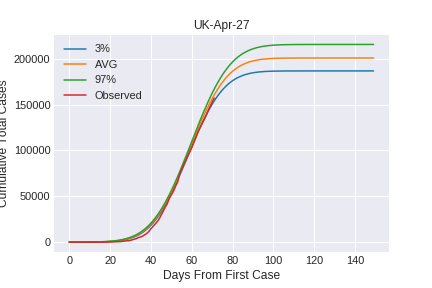 UK-Apr-27
3%
AVG
97%
Observed
Cumulative Total Cases
200000
150000
100000
50000
0
0 20 40 60 80 100 120 140
Days From First Case